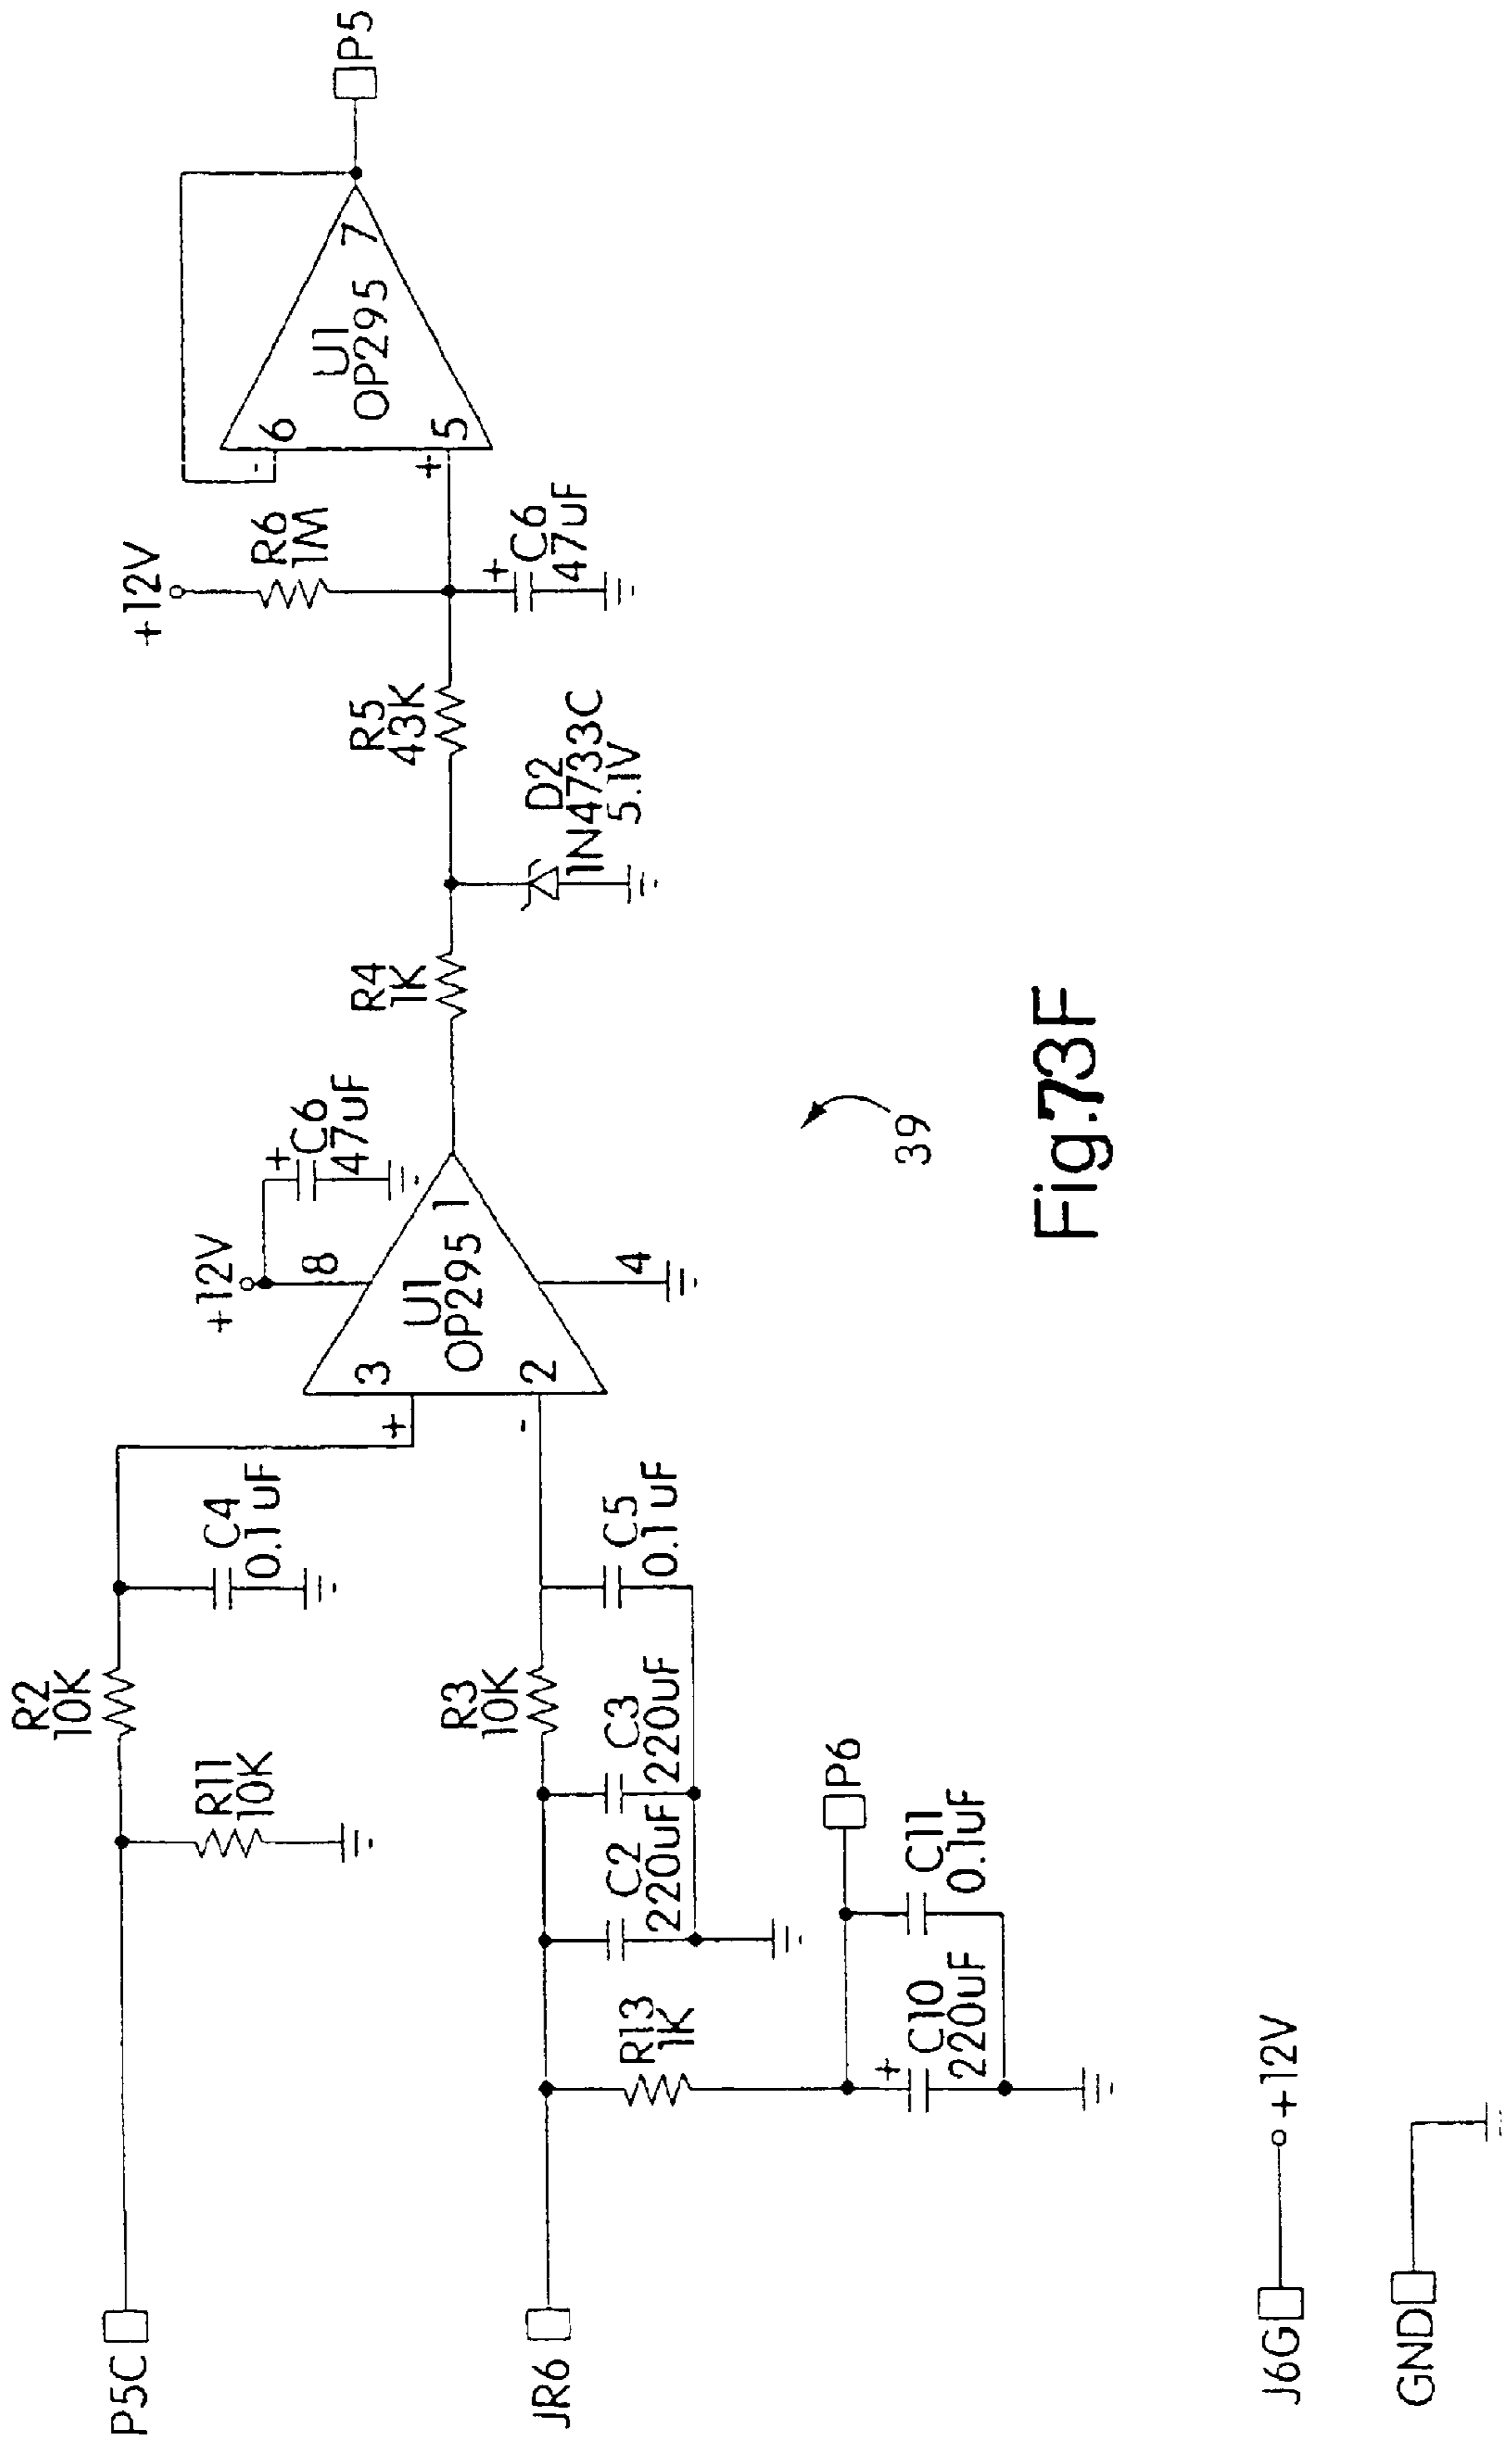 P5C
R2
10K
R11
10K
C4
0.1uF
+12V
8
C6
47uF
+
3
+
U1
OP295
1
2
-
4
R4
1K
D2
1N4733C
5.1V
R5
43K
+12V
R6
1M
+
C6
47uF
-
6
+
5
U1
OP295
7
P5
JR6
R3
10K
C2
220uF
C3
220uF
C5
0.1uF
R13
1K
P6
+
C10
220uF
C11
0.1uF
J6G
+12V
GND
39
Fig.73F